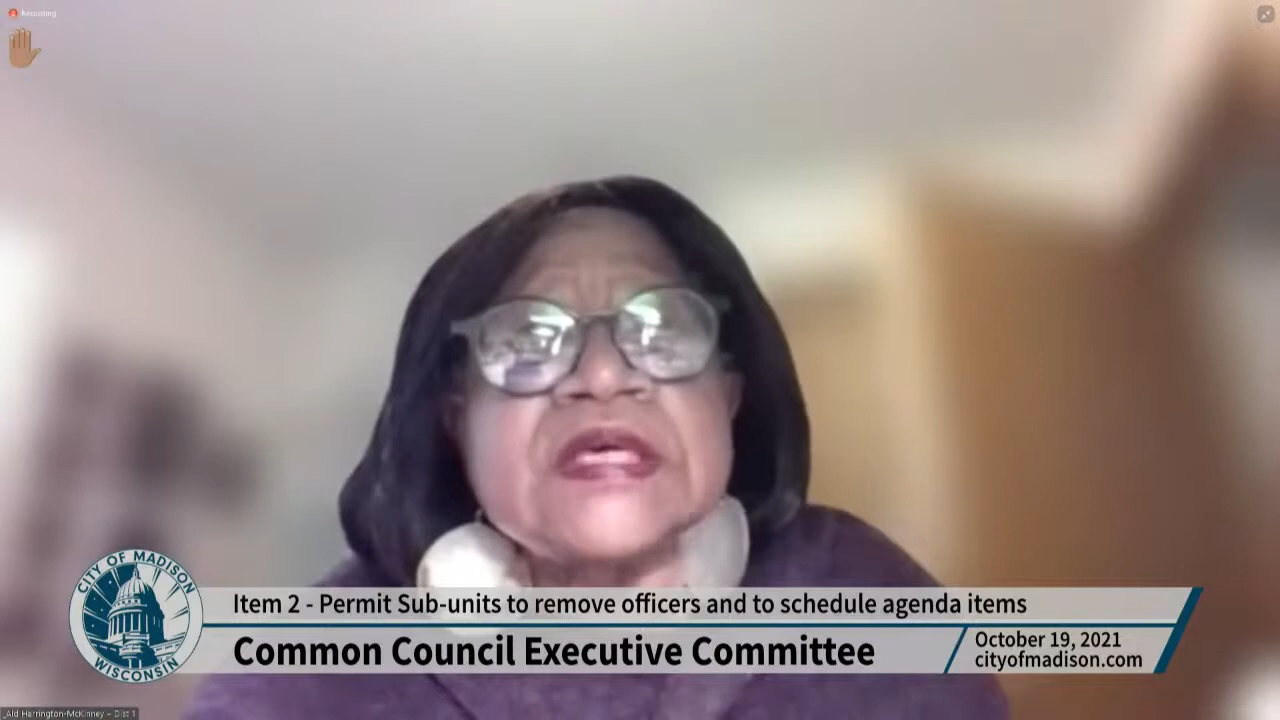 Recording
CITY OF MADISON
WISCONSIN
Item 2 - Permit Sub-units to remove officers and to schedule agenda items
Common Council Executive Committee
October 19, 2021
cityofmadison.com
_Ald Harrington-McKinney - Dist 1